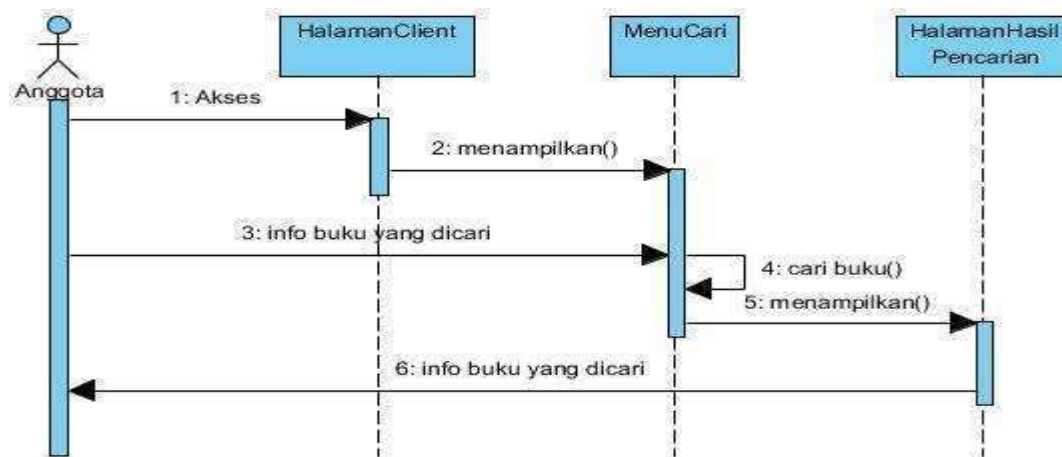 HalamanClient
MenuCari
HalamanHasil
Pencarian
Anggota
1: Akses
2: menampilkan()
3: info buku yang dicari
4: cari buku()
5: menampilkan()
6: info buku yang dicari